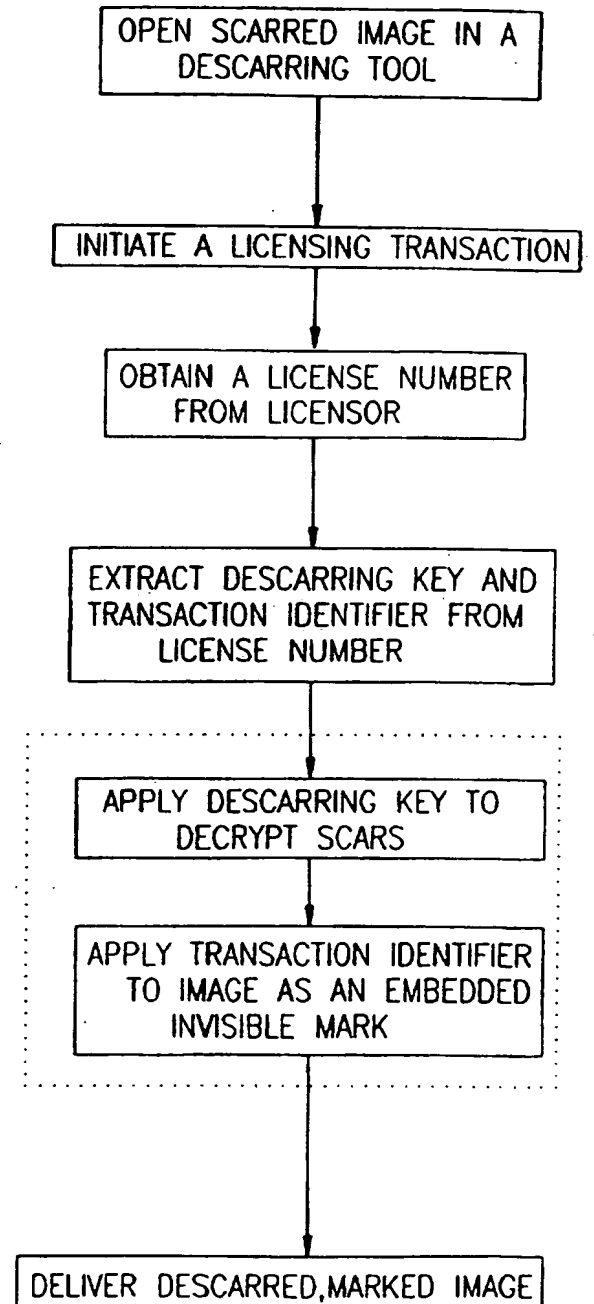 OPEN SCARRED IMAGE IN A
DESCARRING TOOL
INITIATE A LICENSING TRANSACTION
OBTAIN A LICENSE NUMBER
FROM LICENSOR
EXTRACT DESCARRING KEY AND
TRANSACTION IDENTIFIER FROM
LICENSE NUMBER
APPLY DESCARRING KEY TO
DECRYPT SCARS
APPLY TRANSACTION IDENTIFIER
TO IMAGE AS AN EMBEDDED
INVISIBLE MARK
DELIVER DESCARRED,MARKED IMAGE